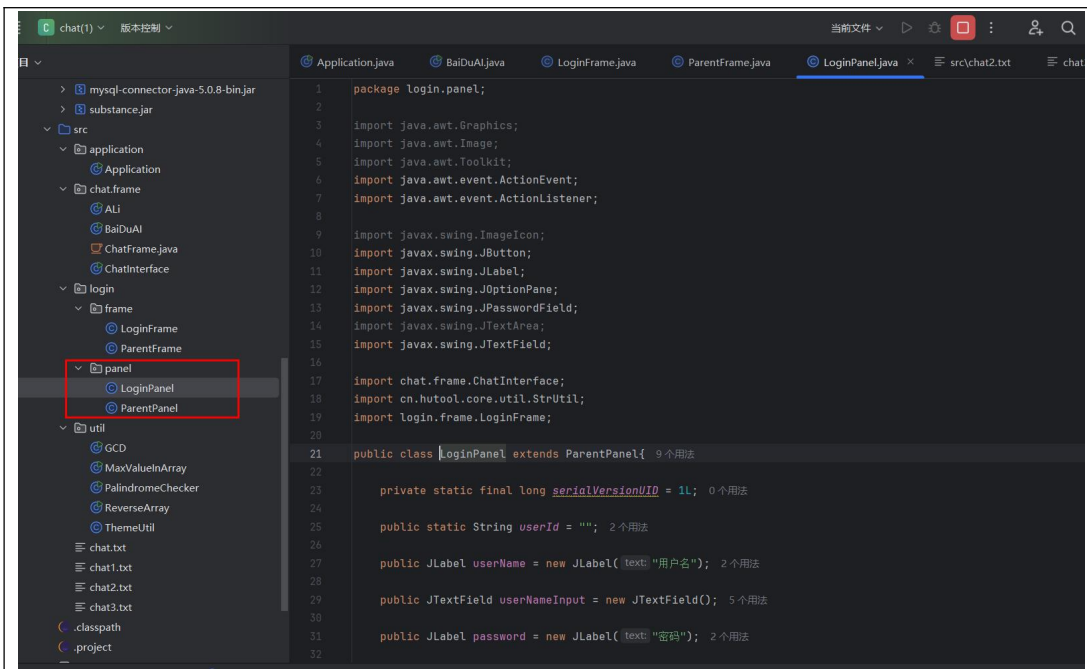 C chat(1) 版本控制
当前文件
目
Application.java
BaiDuAI.java
LoginFrame.java
ParentFrame.java
LoginPanel.java
src\chat2.txt
chat
mysql-connector-java-5.0.8-bin.jar
substance.jar
src
application
Application
chat.frame
ALi
BaiDuAI
ChatFrame.java
ChatInterface
login
frame
LoginFrame
ParentFrame
panel
LoginPanel
ParentPanel
util
GCD
MaxValueInArray
PalindromeChecker
ReverseArray
ThemeUtil
chat.txt
chat1.txt
chat2.txt
chat3.txt
.classpath
.project
1 package login.panel;
2
3 import java.awt.Graphics;
4 import java.awt.Image;
5 import java.awt.Toolkit;
6 import java.awt.event.ActionEvent;
7 import java.awt.event.ActionListener;
8
9 import javax.swing.ImageIcon;
10 import javax.swing.JButton;
11 import javax.swing.JLabel;
12 import javax.swing.JOptionPane;
13 import javax.swing.JPasswordField;
14 import javax.swing.JTextArea;
15 import javax.swing.JTextField;
16
17 import chat.frame.ChatInterface;
18 import cn.hutool.core.util.StrUtil;
19 import login.frame.LoginFrame;
20
21 public class LoginPanel extends ParentPanel{ 9个用法
22
23 private static final long serialVersionUID = 1L; 0个用法
24
25 public static String userId = ""; 2个用法
26
27 public JLabel userName = new JLabel( text: "用户名"); 2个用法
28
29 public JTextField userNameInput = new JTextField(); 5个用法
30
31 public JLabel password = new JLabel( text: "密码"); 2个用法
32